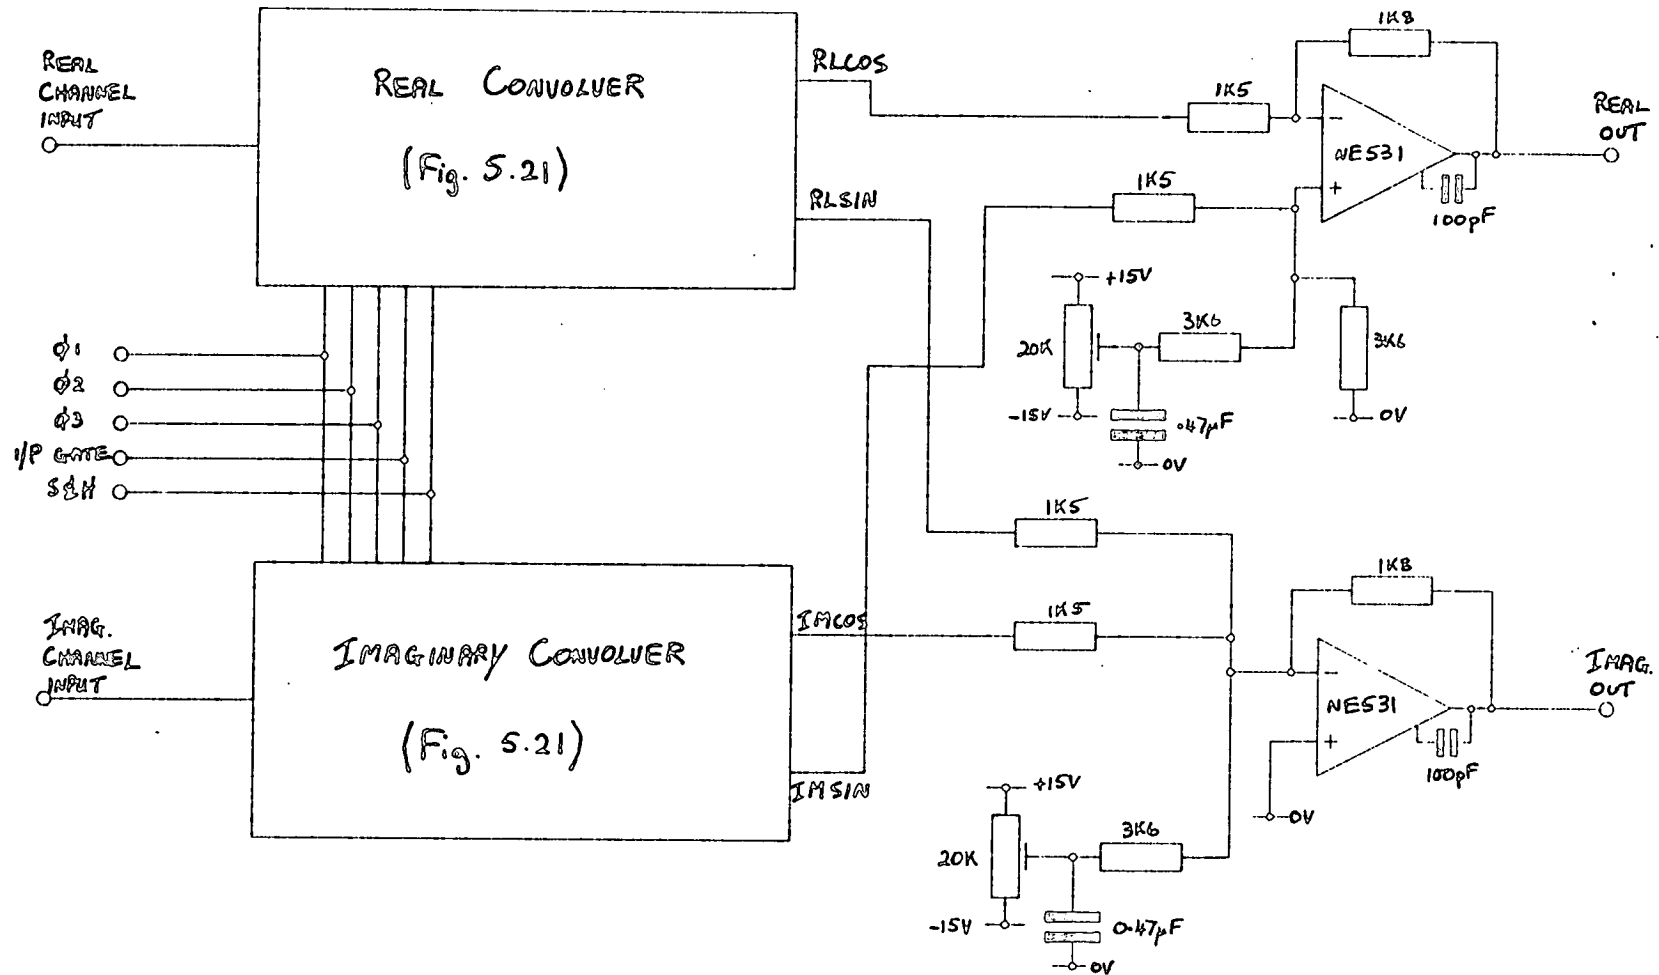 REAL
CHANNEL
INPUT
REAL CONVOLVER
(Fig. 5.21)
RLCOS
RLSIN
1K5
1K8
NE531
100pF
REAL
OUT
1K5
+15V
20K
-15V
3K6
.47µF
0V
3K6
0V
φ1
φ2
φ3
I/P GATE
S&H
IMAG.
CHANNEL
INPUT
IMAGINARY CONVOLVER
(Fig. 5.21)
IMCOS
IMSIN
1K5
1K5
1K8
NE531
100pF
0V
IMAG.
OUT
+15V
20K
-15V
3K6
0.47µF
0V